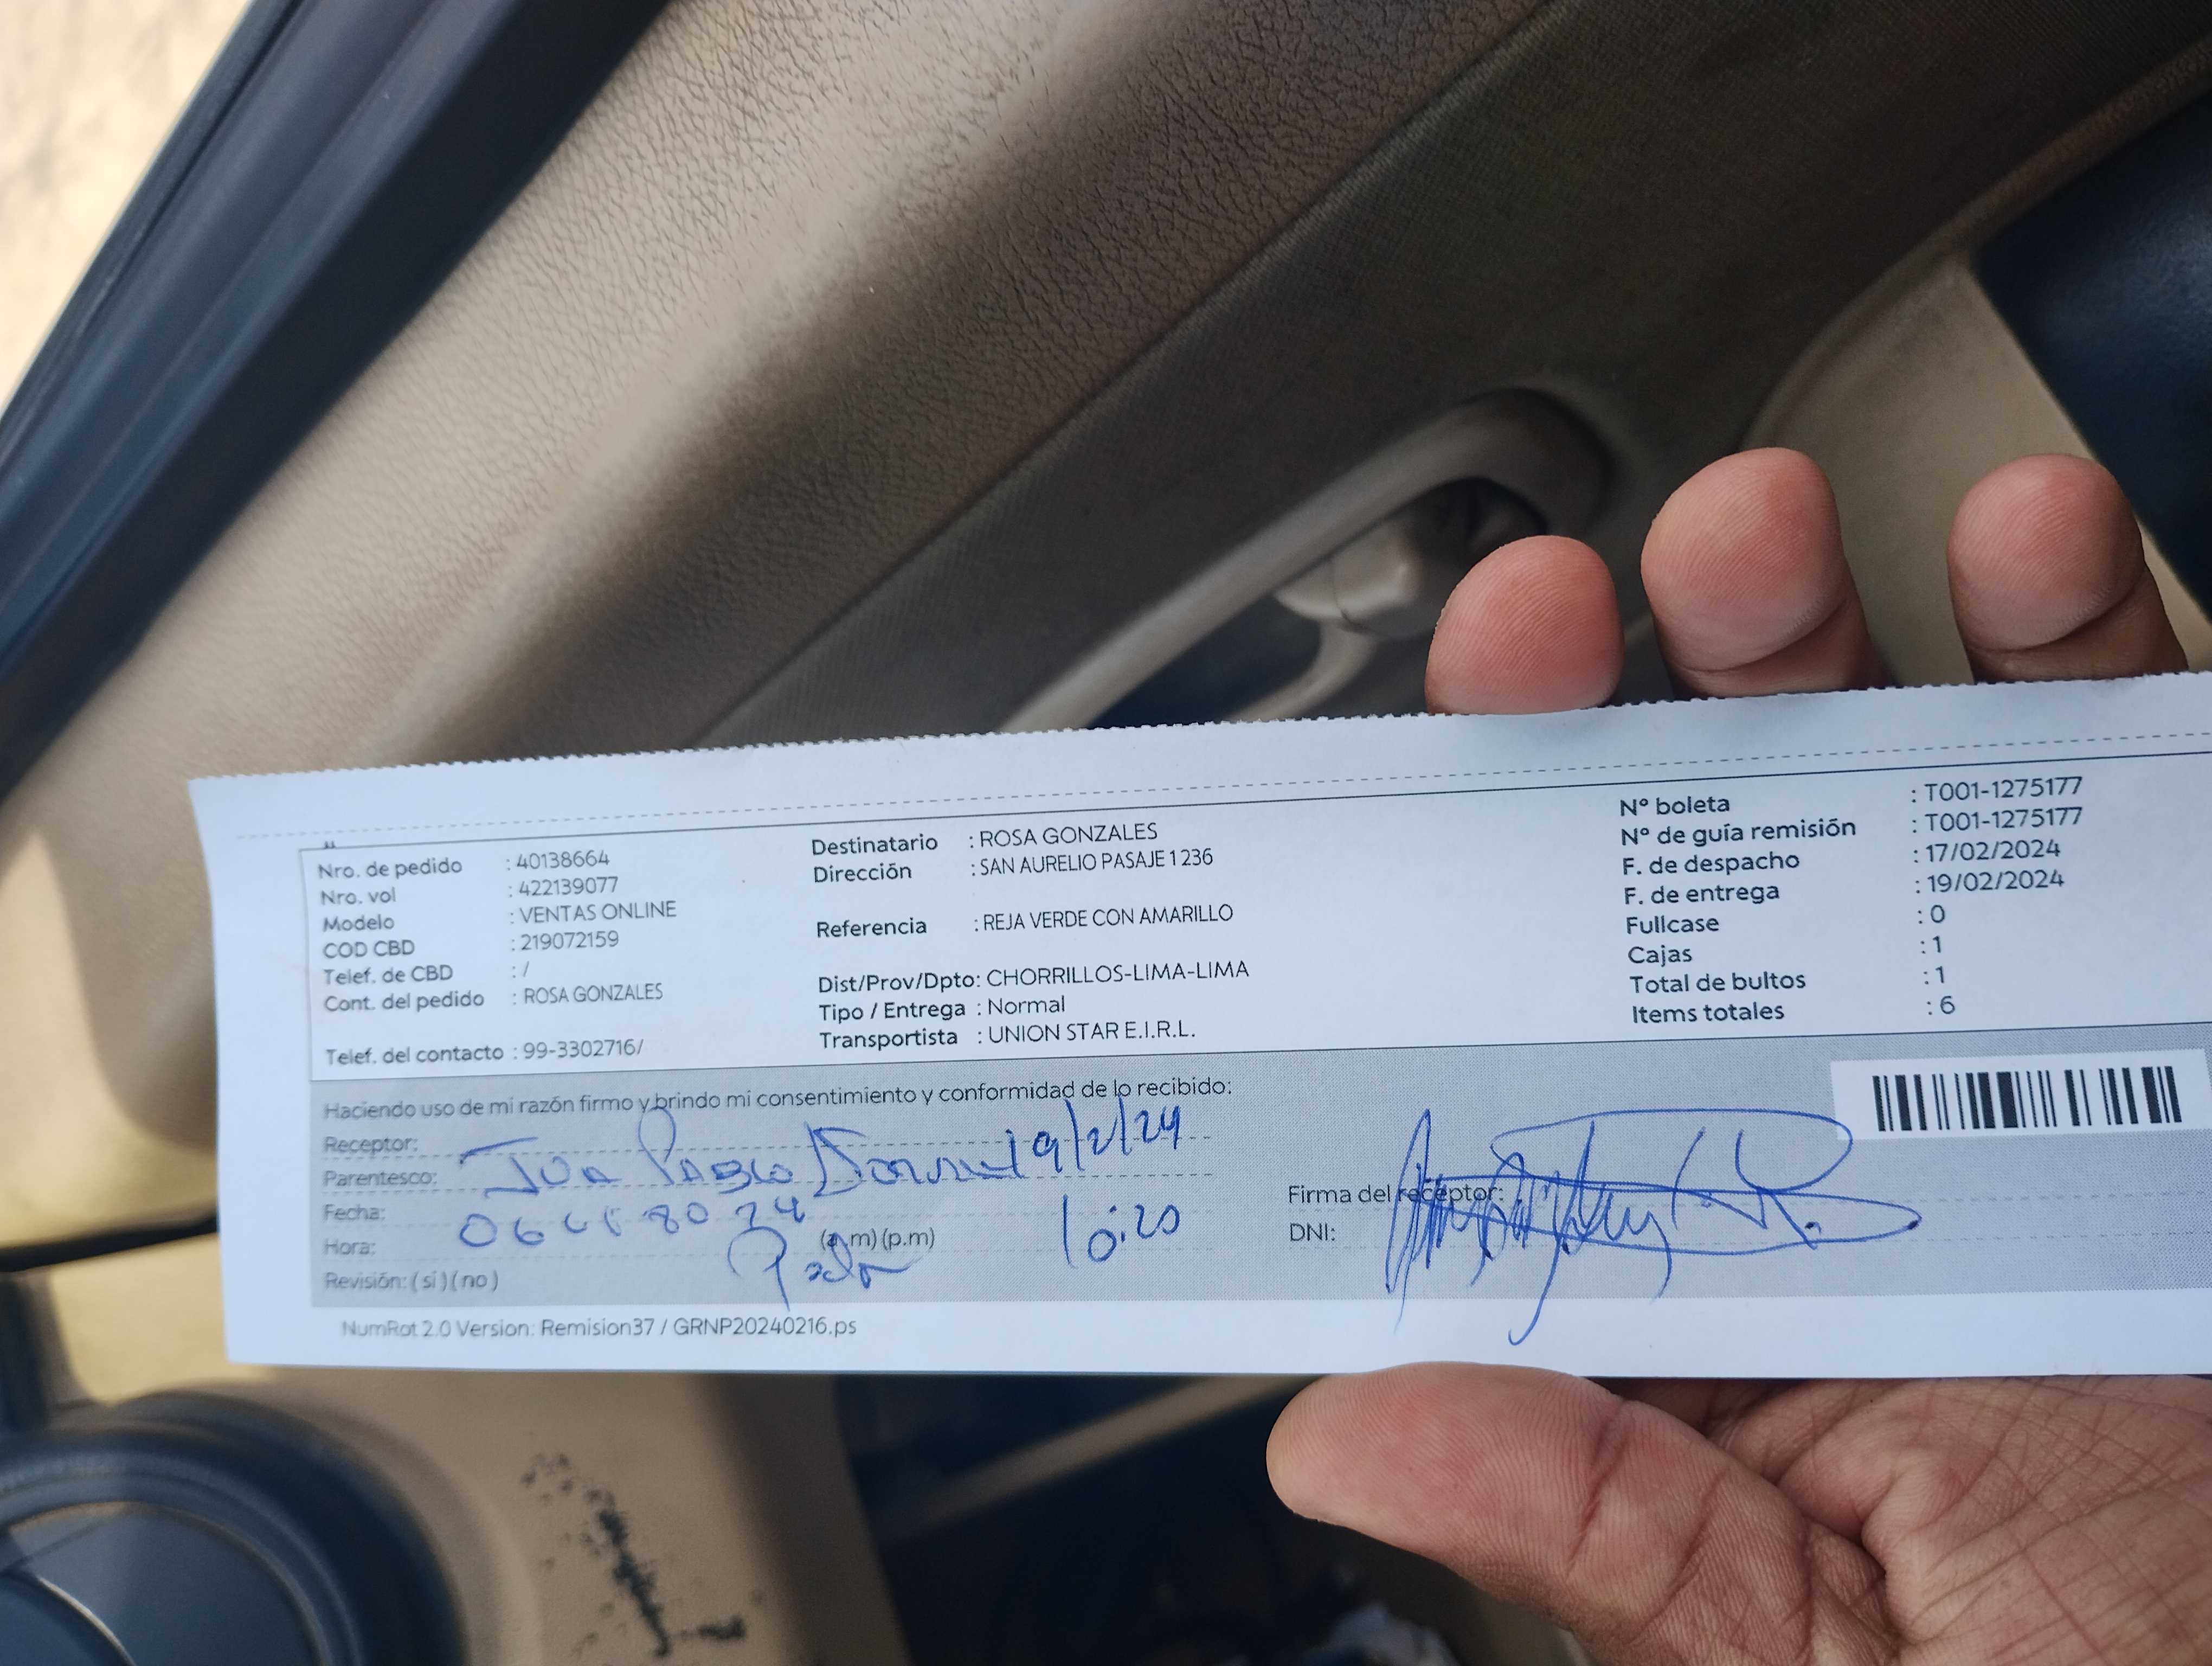 Nro. de pedido : 40138664
Nro. vol : 422139077
Modelo : VENTAS ONLINE
COD CBD : 219072159
Telef. de CBD : /
Cont. del pedido : ROSA GONZALES
Telef. del contacto : 99-3302716/
Destinatario : ROSA GONZALES
Dirección : SAN AURELIO PASAJE 1 236
Referencia : REJA VERDE CON AMARILLO
Dist/Prov/Dpto: CHORRILLOS-LIMA-LIMA
Tipo / Entrega : Normal
Transportista : UNION STAR E.I.R.L.
Nº boleta : T001-1275177
Nº de guía remisión : T001-1275177
F. de despacho : 17/02/2024
F. de entrega : 19/02/2024
Fullcase : 0
Cajas : 1
Total de bultos : 1
Items totales : 6
Haciendo uso de mi razón firmo y brindo mi consentimiento y conformidad de lo recibido:
Receptor:
Parentesco: Pablo 19/2/24
Fecha:
Hora: (a.m) (p.m) 10:20
Revisión: ( sí ) ( no )
Firma del receptor:
DNI:
NumRot 2.0 Version: Remision37 / GRNP20240216.ps